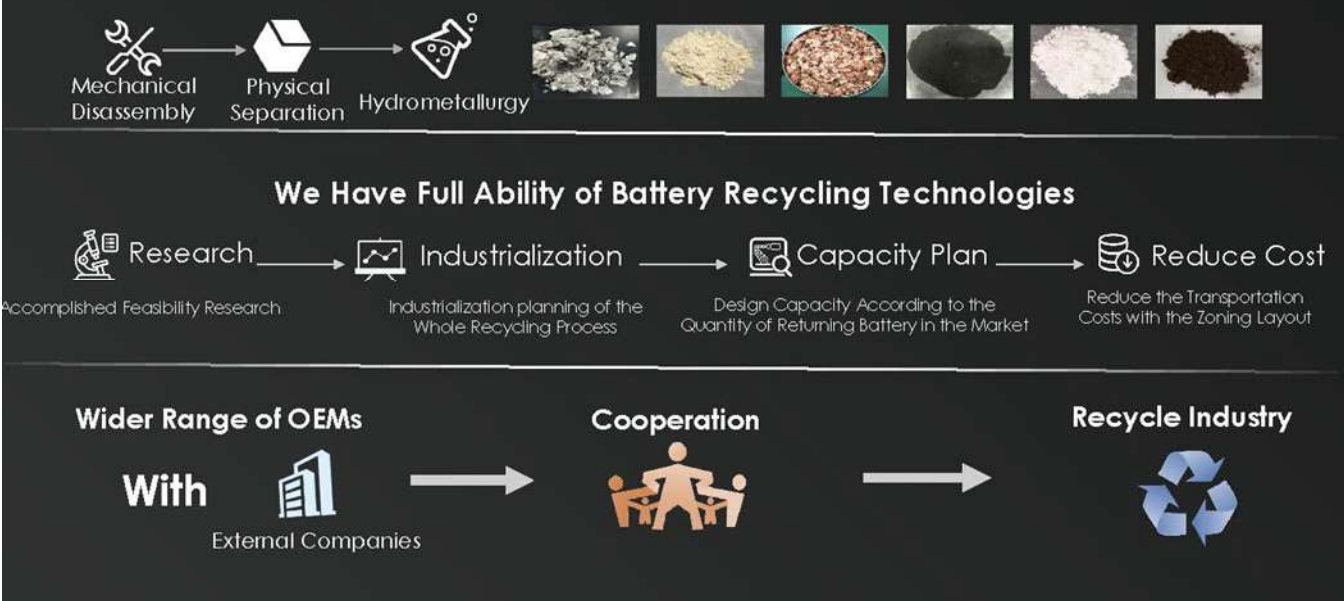 Mechanical
Disassembly
Physical
Separation
Hydrometallurgy
We Have Full Ability of Battery Recycling Technologies
Research
Accomplished Feasibility Research
Industrialization
Industrialization planning of the
Whole Recycling Process
Capacity Plan
Design Capacity According to the
Quantity of Returning Battery in the Market
Reduce Cost
Reduce the Transportation
Costs with the Zoning Layout
Wider Range of OEMs
With
External Companies
Cooperation
Recycle Industry